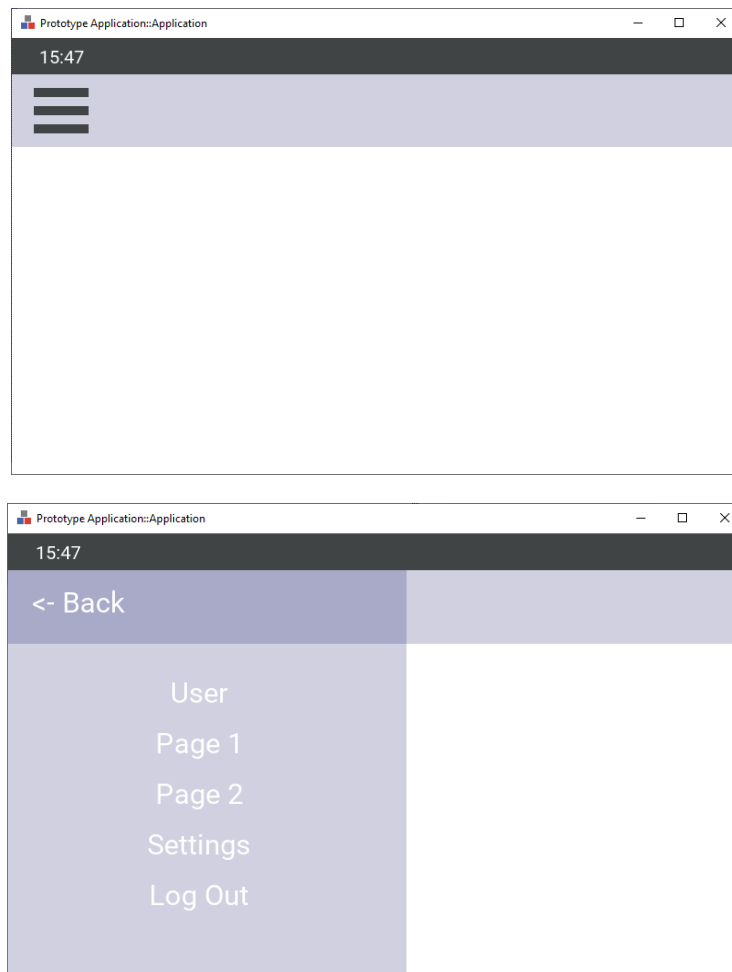 Prototype Application::Application
15:47
Prototype Application::Application
15:47
<- Back
User
Page 1
Page 2
Settings
Log Out